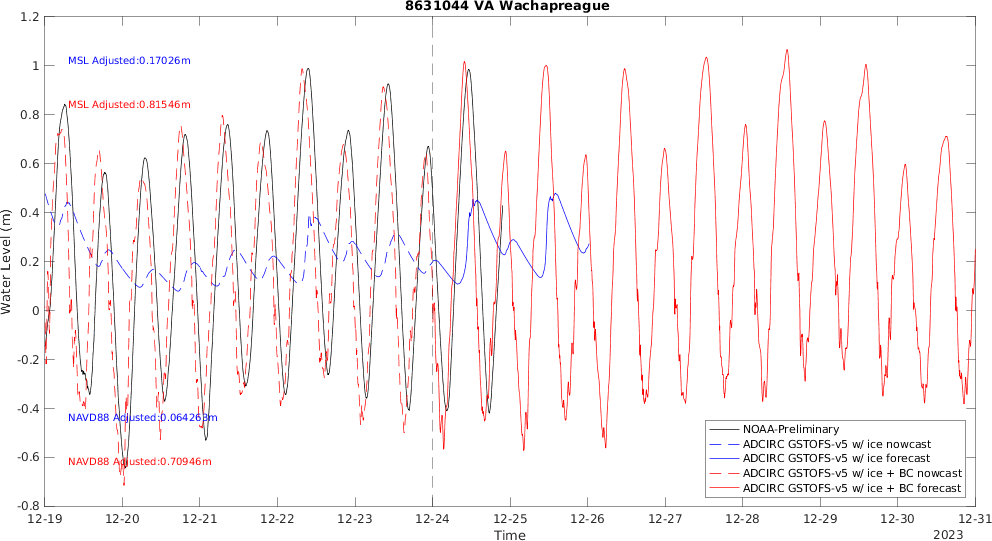 8631044 VA Wachapreague
1.2
1
0.8
0.6
0.4
0.2
0
-0.2
-0.4
-0.6
-0.8
Water Level (m)
MSL Adjusted:0.17026m
MSL Adjusted:0.81546m
NAVD88 Adjusted:0.064263m
NAVD88 Adjusted:0.70946m
NOAA-Preliminary
ADCIRC GSTOFS-v5 w/ ice nowcast
ADCIRC GSTOFS-v5 w/ ice forecast
ADCIRC GSTOFS-v5 w/ ice + BC nowcast
ADCIRC GSTOFS-v5 w/ ice + BC forecast
12-19 12-20 12-21 12-22 12-23 12-24 12-25 12-26 12-27 12-28 12-29 12-30 12-31
Time
2023